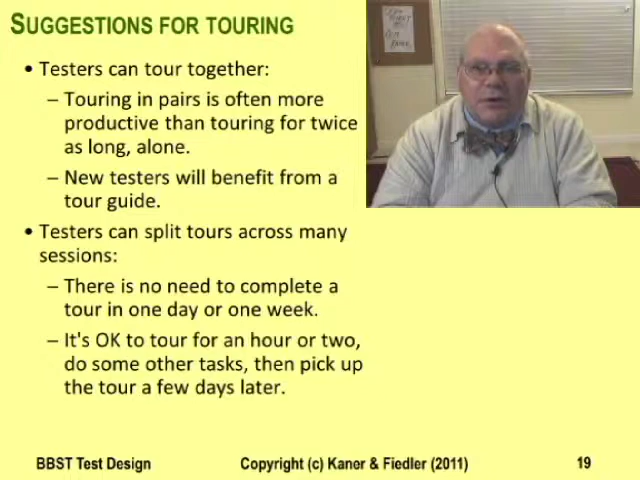 SUGGESTIONS FOR TOURING
• Testers can tour together:
– Touring in pairs is often more
productive than touring for twice
as long, alone.
– New testers will benefit from a
tour guide.
• Testers can split tours across many
sessions:
– There is no need to complete a
tour in one day or one week.
– It's OK to tour for an hour or two,
do some other tasks, then pick up
the tour a few days later.
BBST Test Design
Copyright (c) Kaner & Fiedler (2011)
19